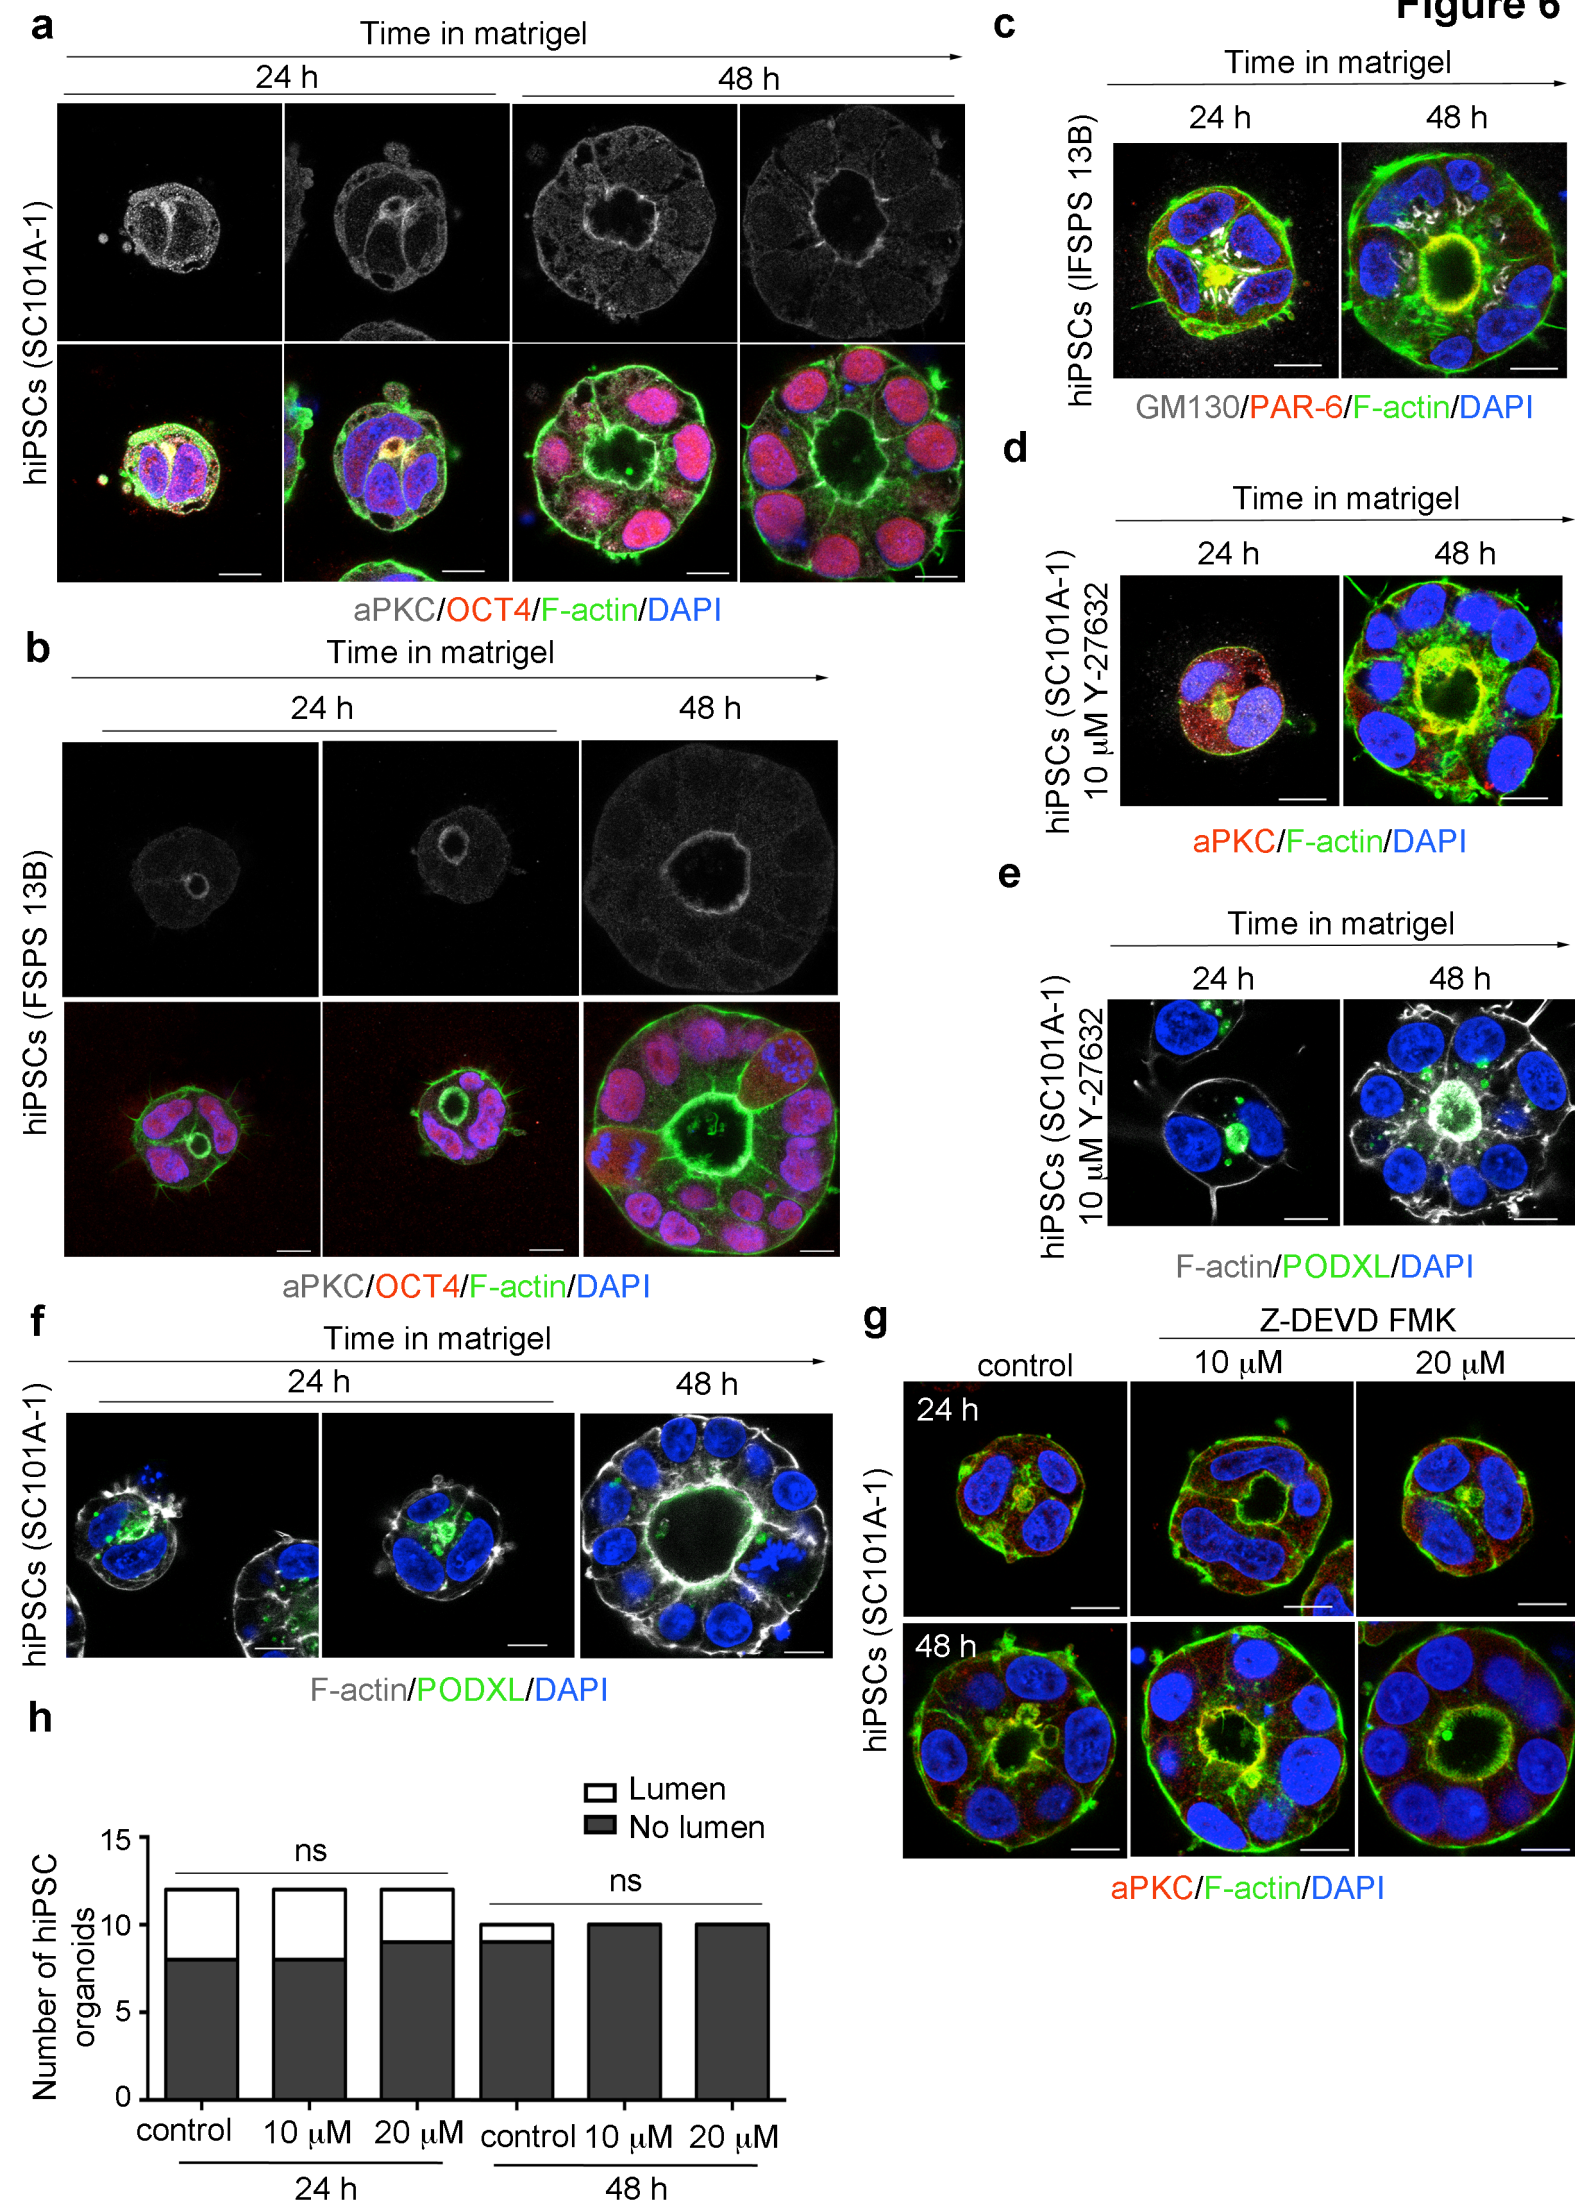 Figure 6
a
Time in matrigel
24 h
48 h
hiPSCs (SC101A-1)
aPKC/OCT4/F-actin/DAPI
b
Time in matrigel
24 h
48 h
hiPSCs (FSPS 13B)
aPKC/OCT4/F-actin/DAPI
c
Time in matrigel
24 h
48 h
hiPSCs (IFSPS 13B)
GM130/PAR-6/F-actin/DAPI
d
Time in matrigel
24 h
48 h
hiPSCs (SC101A-1)
10 μM Y-27632
aPKC/F-actin/DAPI
e
Time in matrigel
24 h
48 h
hiPSCs (SC101A-1)
10 μM Y-27632
F-actin/PODXL/DAPI
f
Time in matrigel
24 h
48 h
hiPSCs (SC101A-1)
F-actin/PODXL/DAPI
g
Z-DEVD FMK
control
10 μM
20 μM
24 h
48 h
hiPSCs (SC101A-1)
aPKC/F-actin/DAPI
h
Lumen
No lumen
Number of hiPSC
organoids
15
10
5
0
ns
ns
control
10 μM
20 μM
control
10 μM
20 μM
24 h
48 h